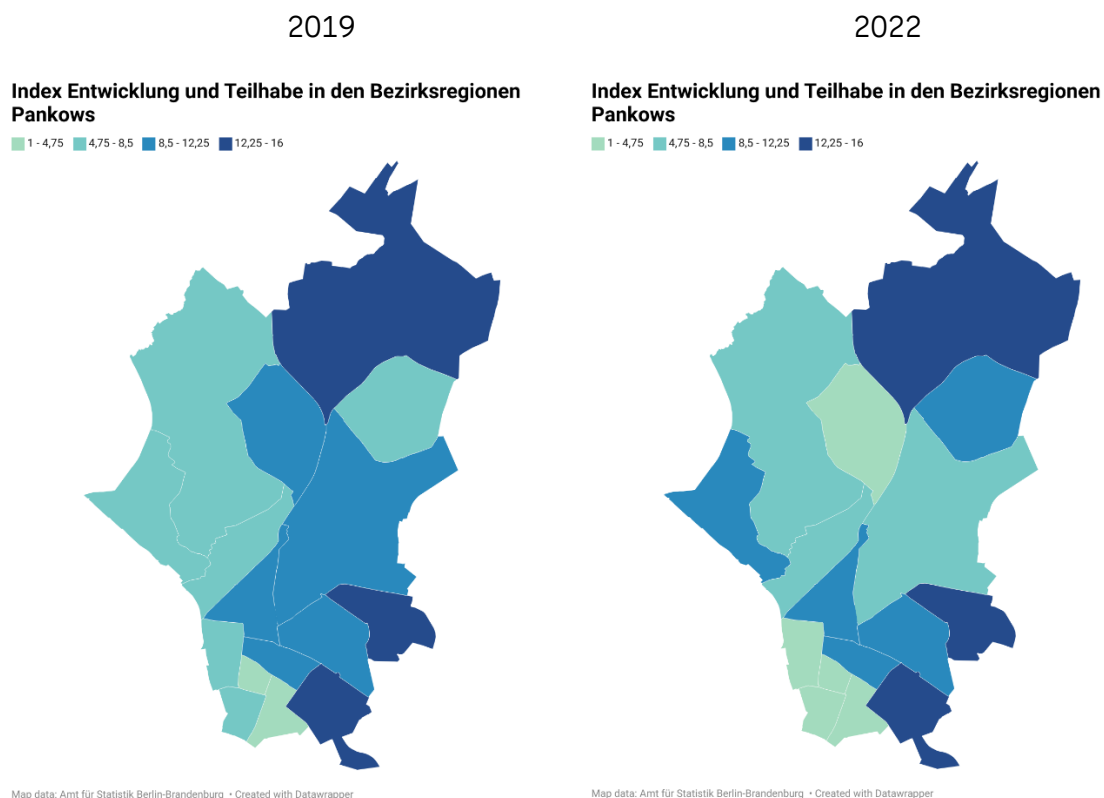 2019
2022
Index Entwicklung und Teilhabe in den Bezirksregionen
Pankows
1 - 4,75 4,75 - 8,5 8,5 - 12,25 12,25 - 16
Map data: Amt für Statistik Berlin-Brandenburg • Created with Datawrapper
Index Entwicklung und Teilhabe in den Bezirksregionen
Pankows
1 - 4,75 4,75 - 8,5 8,5 - 12,25 12,25 - 16
Map data: Amt für Statistik Berlin-Brandenburg • Created with Datawrapper